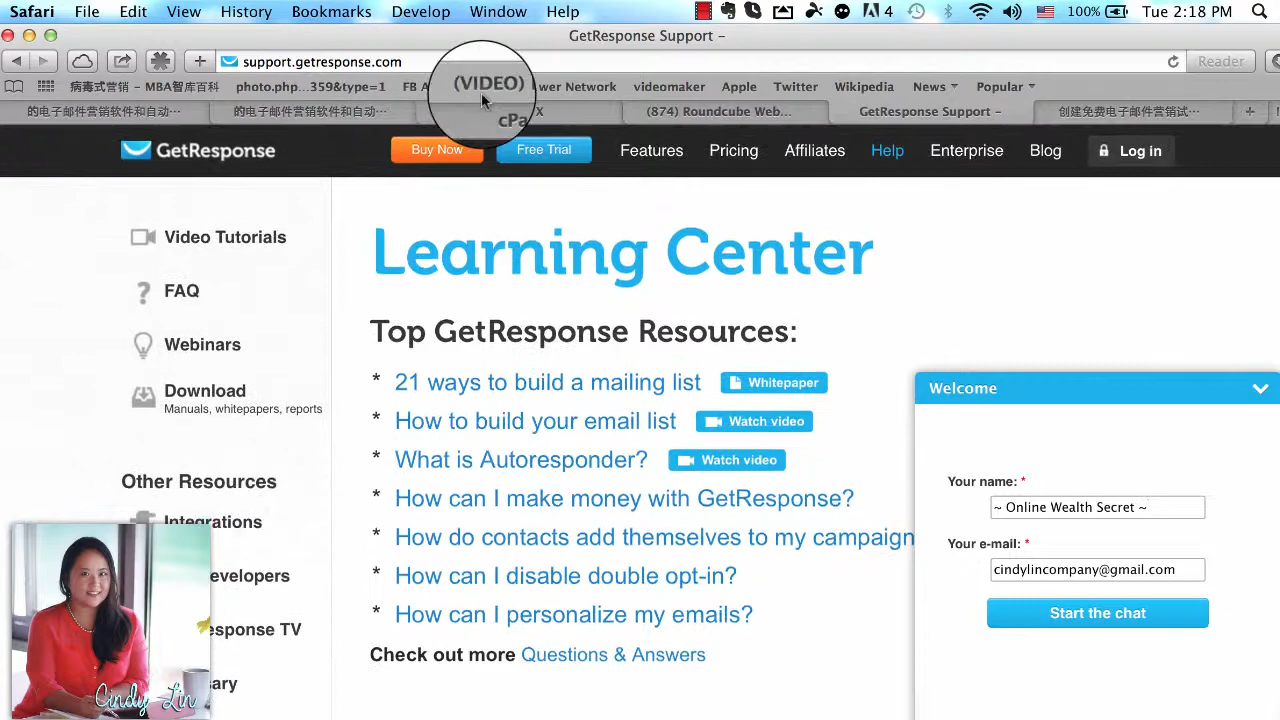 Safari File Edit View History Bookmarks Develop Window Help 4 100% Tue 2:18 PM
GetResponse Support –
support.getresponse.com Reader
病毒式营销 - MBA智库百科 photo.php...359&type=1 FB A (VIDEO) wer Network videomaker Apple Twitter Wikipedia News Popular
的电子邮件营销软件和自动… 的电子邮件营销软件和自动… cPa X (874) Roundcube Web... GetResponse Support – 创建免费电子邮件营销试…
GetResponse Buy Now Free Trial Features Pricing Affiliates Help Enterprise Blog Log in
Video Tutorials
FAQ
Webinars
Download
Manuals, whitepapers, reports
Other Resources
Integrations
evelopers
esponse TV
sary
Cindy Lin
Learning Center
Top GetResponse Resources:
* 21 ways to build a mailing list Whitepaper
* How to build your email list Watch video
* What is Autoresponder? Watch video
* How can I make money with GetResponse?
* How do contacts add themselves to my campaign
* How can I disable double opt-in?
* How can I personalize my emails?
Check out more Questions & Answers
Welcome
Your name: *
~ Online Wealth Secret ~
Your e-mail: *
cindylincompany@gmail.com
Start the chat